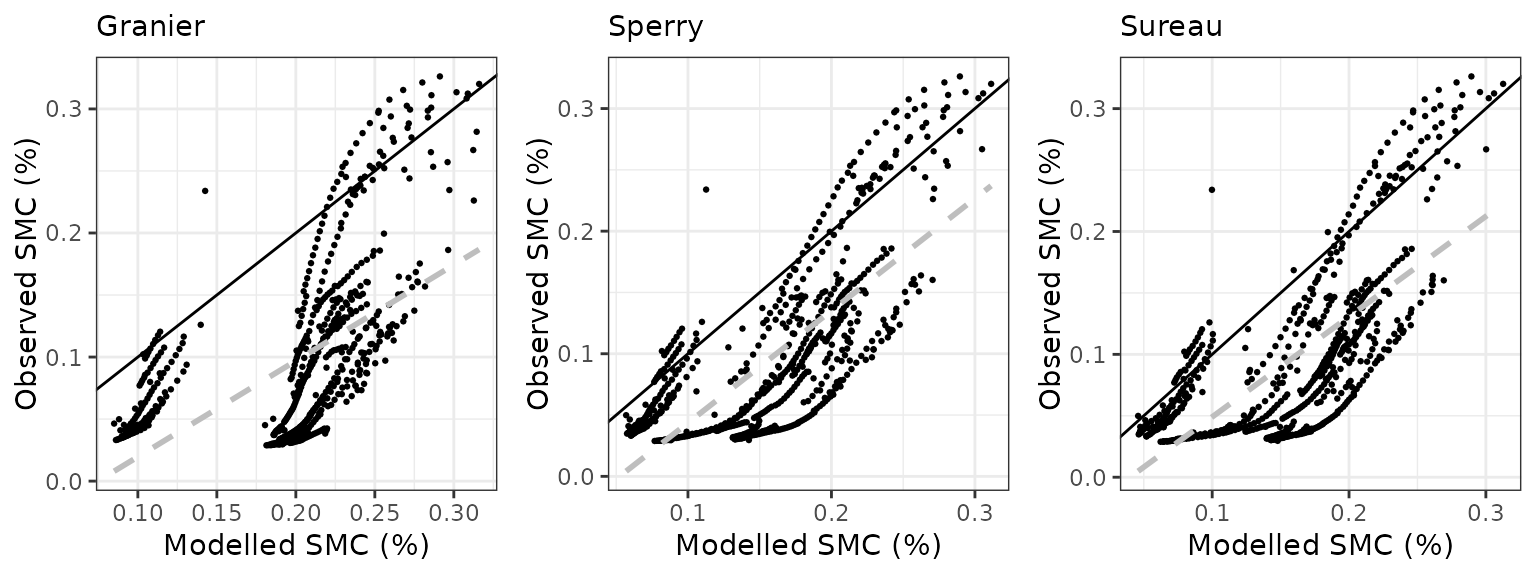 Granier
Observed SMC (%)
0.3
0.2
0.1
0.0
0.10 0.15 0.20 0.25 0.30
Modelled SMC (%)
Sperry
Observed SMC (%)
0.3
0.2
0.1
0.0
0.1 0.2 0.3
Modelled SMC (%)
Sureau
Observed SMC (%)
0.3
0.2
0.1
0.0
0.1 0.2 0.3
Modelled SMC (%)